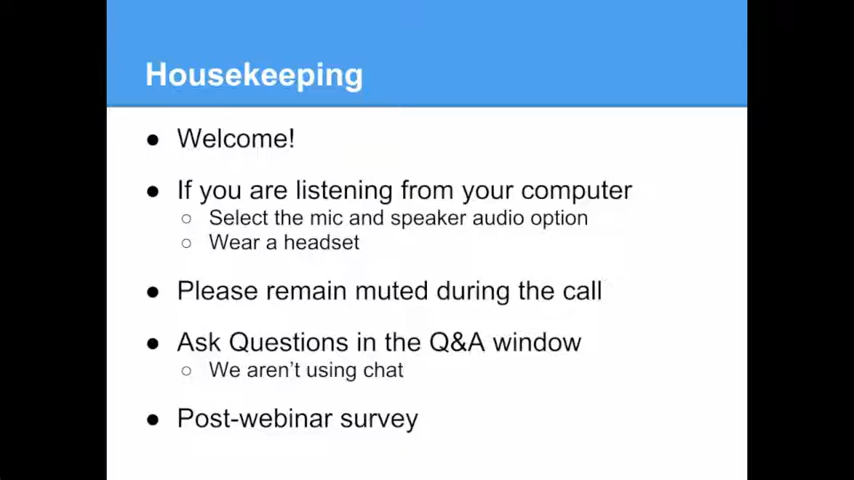 Housekeeping
● Welcome!
● If you are listening from your computer
○ Select the mic and speaker audio option
○ Wear a headset
● Please remain muted during the call
● Ask Questions in the Q&A window
○ We aren't using chat
● Post-webinar survey